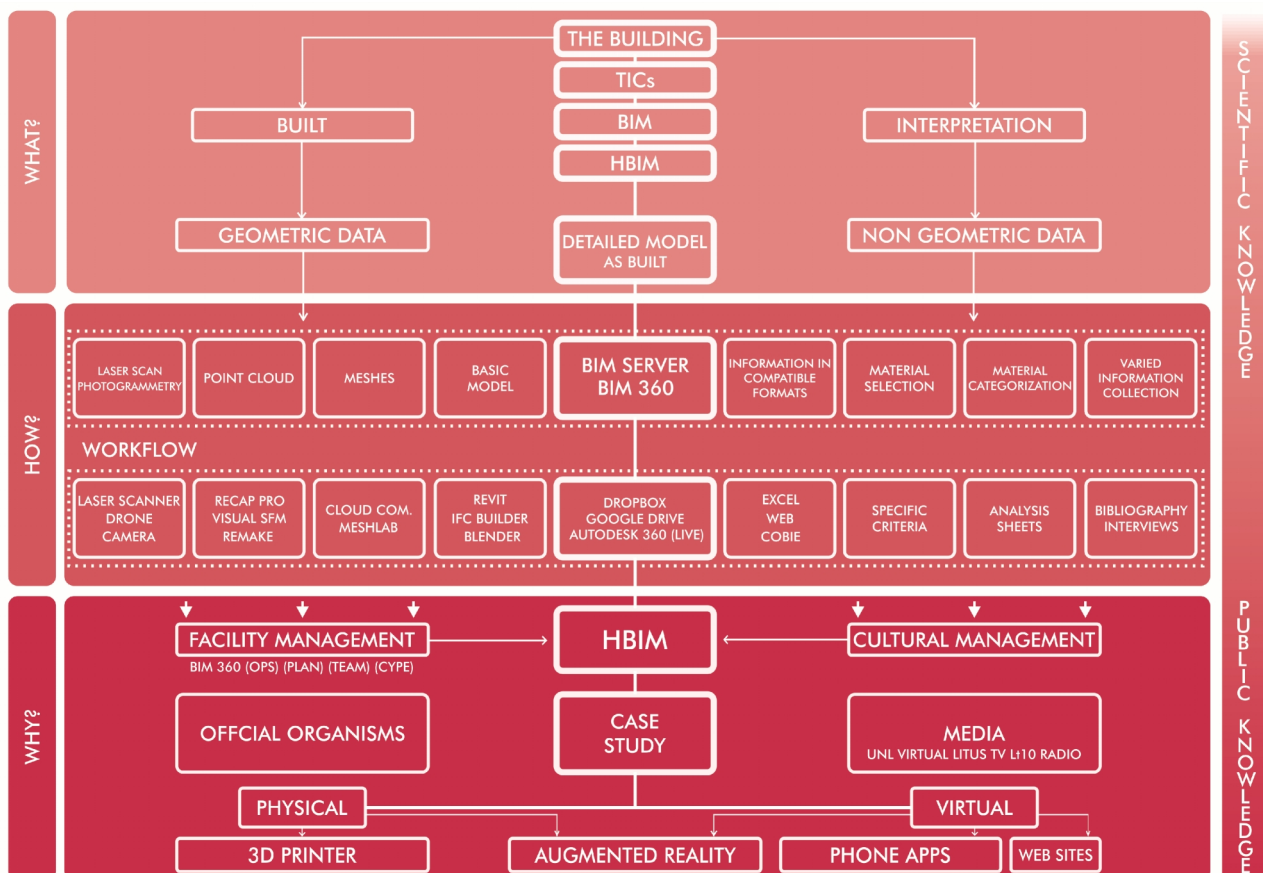 WHAT?
THE BUILDING
TICs
BIM
HBIM
BUILT
INTERPRETATION
GEOMETRIC DATA
DETAILED MODEL
AS BUILT
NON GEOMETRIC DATA
SCIENTIFIC KNOWLEDGE
HOW?
LASER SCAN
PHOTOGRAMMETRY
POINT CLOUD
MESHES
BASIC
MODEL
BIM SERVER
BIM 360
INFORMATION IN
COMPATIBLE
FORMATS
MATERIAL
SELECTION
MATERIAL
CATEGORIZATION
VARIED
INFORMATION
COLLECTION
WORKFLOW
LASER SCANNER
DRONE
CAMERA
RECAP PRO
VISUAL SFM
REMAKE
CLOUD COM.
MESHLAB
REVIT
IFC BUILDER
BLENDER
DROPBOX
GOOGLE DRIVE
AUTODESK 360 (LIVE)
EXCEL
WEB
COBIE
SPECIFIC
CRITERIA
ANALYSIS
SHEETS
BIBLIOGRAPHY
INTERVIEWS
WHY?
FACILITY MANAGEMENT
BIM 360 (OPS) (PLAN) (TEAM) (CYPE)
HBIM
CULTURAL MANAGEMENT
OFFCIAL ORGANISMS
CASE
STUDY
MEDIA
UNL VIRTUAL LITUS TV Lt10 RADIO
PHYSICAL
VIRTUAL
3D PRINTER
AUGMENTED REALITY
PHONE APPS
WEB SITES
PUBLIC KNOWLEDGE